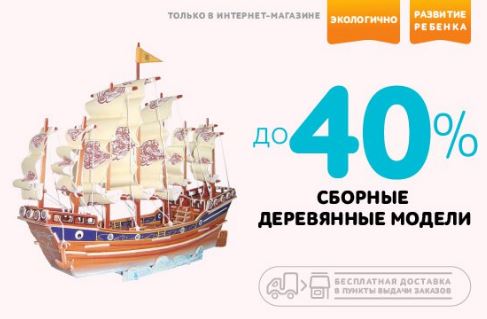 ТОЛЬКО В ИНТЕРНЕТ-МАГАЗИНЕ
ЭКОЛОГИЧНО
РАЗВИТИЕ
РЕБЕНКА
ДО 40%
СБОРНЫЕ
ДЕРЕВЯННЫЕ МОДЕЛИ
БЕСПЛАТНАЯ ДОСТАВКА
В ПУНКТЫ ВЫДАЧИ ЗАКАЗОВ